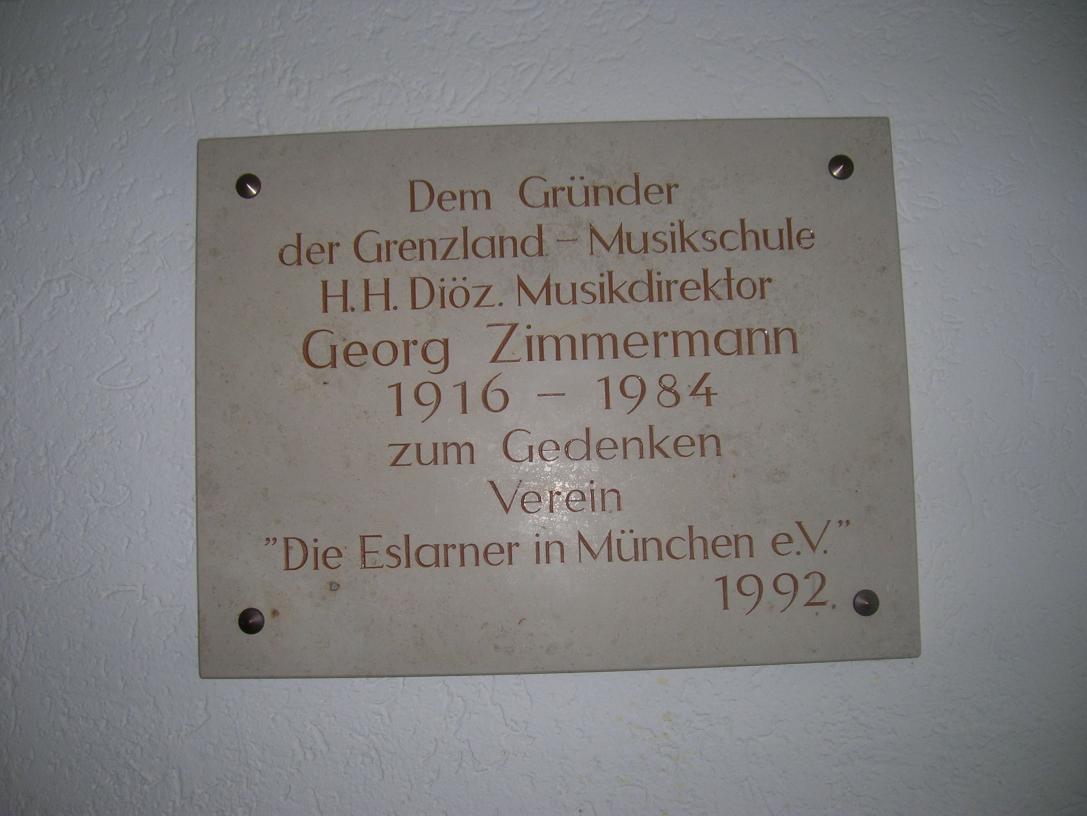 Dem Gründer
der Grenzland - Musikschule
H.H. Diöz. Musikdirektor
Georg Zimmermann
1916 - 1984
zum Gedenken
Verein
"Die Eslarner in München e.V."
1992.